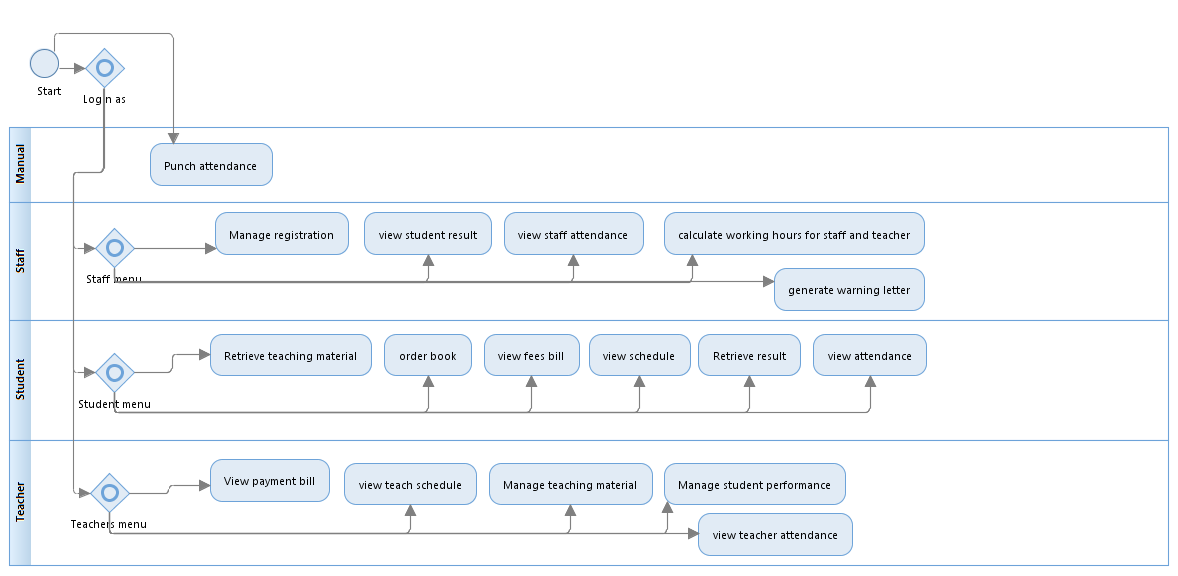 Start
Login as
Manual
Punch attendance
Staff
Staff menu
Manage registration
view student result
view staff attendance
calculate working hours for staff and teacher
generate warning letter
Student
Student menu
Retrieve teaching material
order book
view fees bill
view schedule
Retrieve result
view attendance
Teacher
Teachers menu
View payment bill
view teach schedule
Manage teaching material
Manage student performance
view teacher attendance